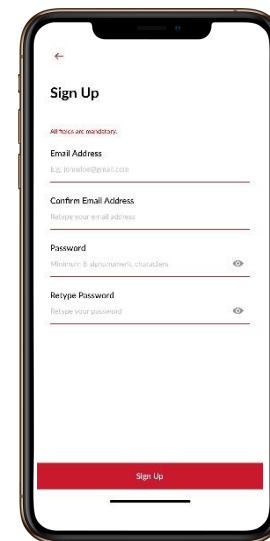 Sign Up
All fields are mandatory.
Email Address
E.g. johndoe@gmail.com
Confirm Email Address
Retype your email address
Password
Minimum 8 alphanumeric characters
Retype Password
Retype your password
Sign Up